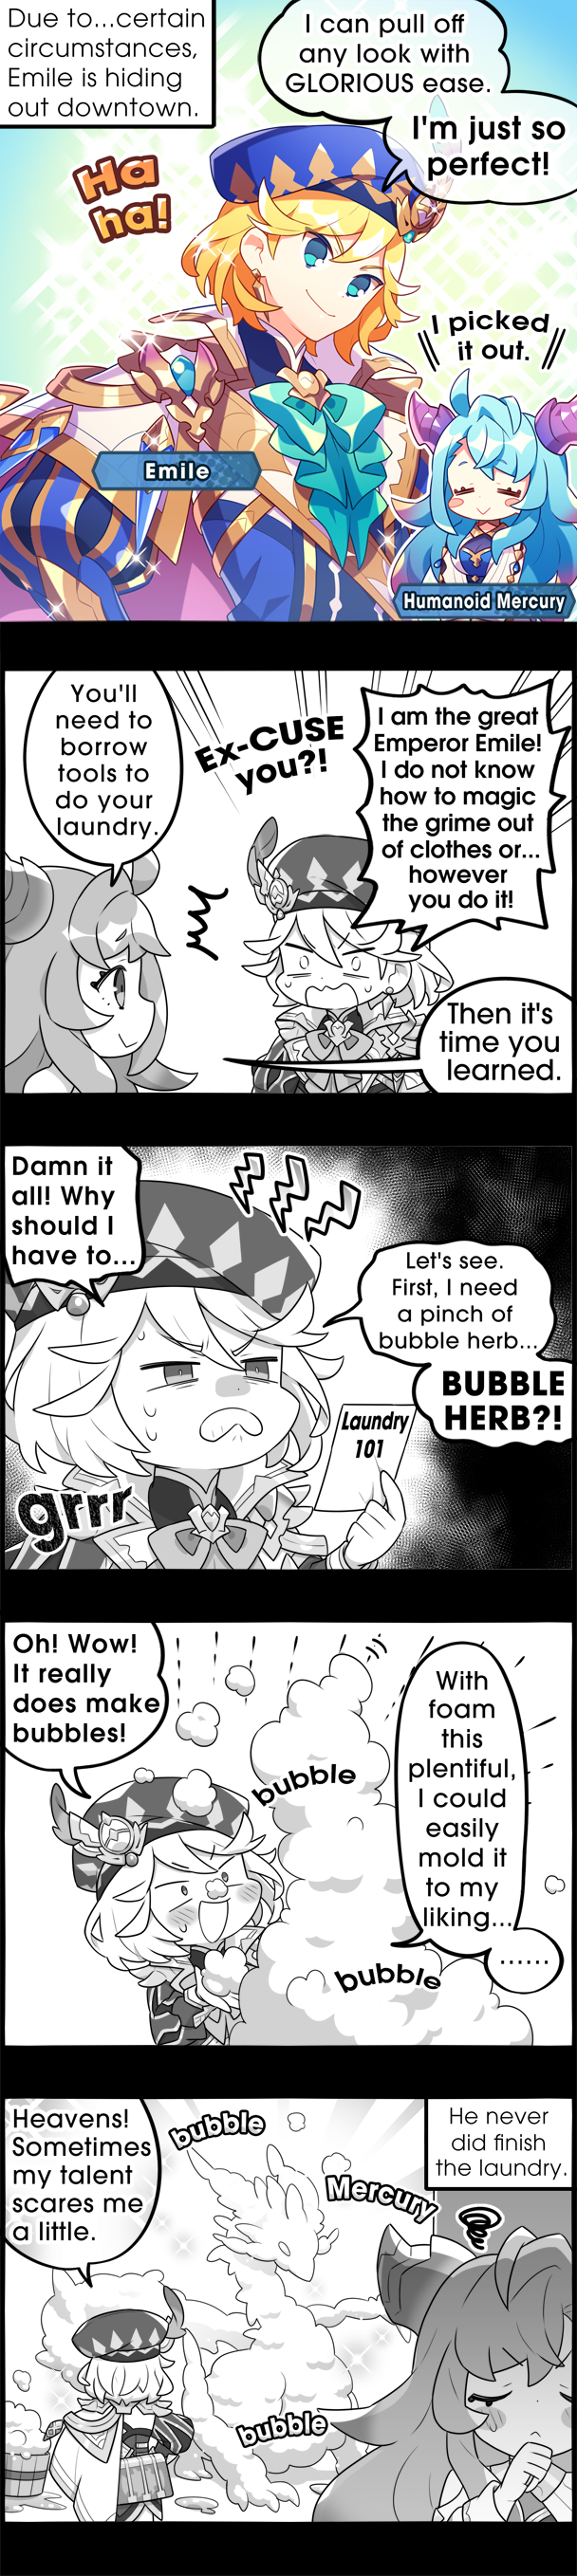 Due to...certain
circumstances,
Emile is hiding
out downtown.
I can pull off
any look with
GLORIOUS ease.
I'm just so
perfect!
Ha
ha!
I picked
it out.
Emile
Humanoid Mercury
You'll
need to
borrow
tools to
do your
laundry.
Ex-CUSE
you?!
I am the great
Emperor Emile!
I do not know
how to magic
the grime out
of clothes or...
however
you do it!
Then it's
time you
learned.
Damn it
all! Why
should I
have to...
Let's see.
First, I need
a pinch of
bubble herb...
BUBBLE
HERB?!
Laundry
101
grrr
Oh! Wow!
It really
does make
bubbles!
bubble
With
foam
this
plentiful,
I could
easily
mold it
to my
liking...
......
bubble
Heavens!
Sometimes
my talent
scares me
a little.
bubble
Mercury
He never
did finish
the laundry.
bubble